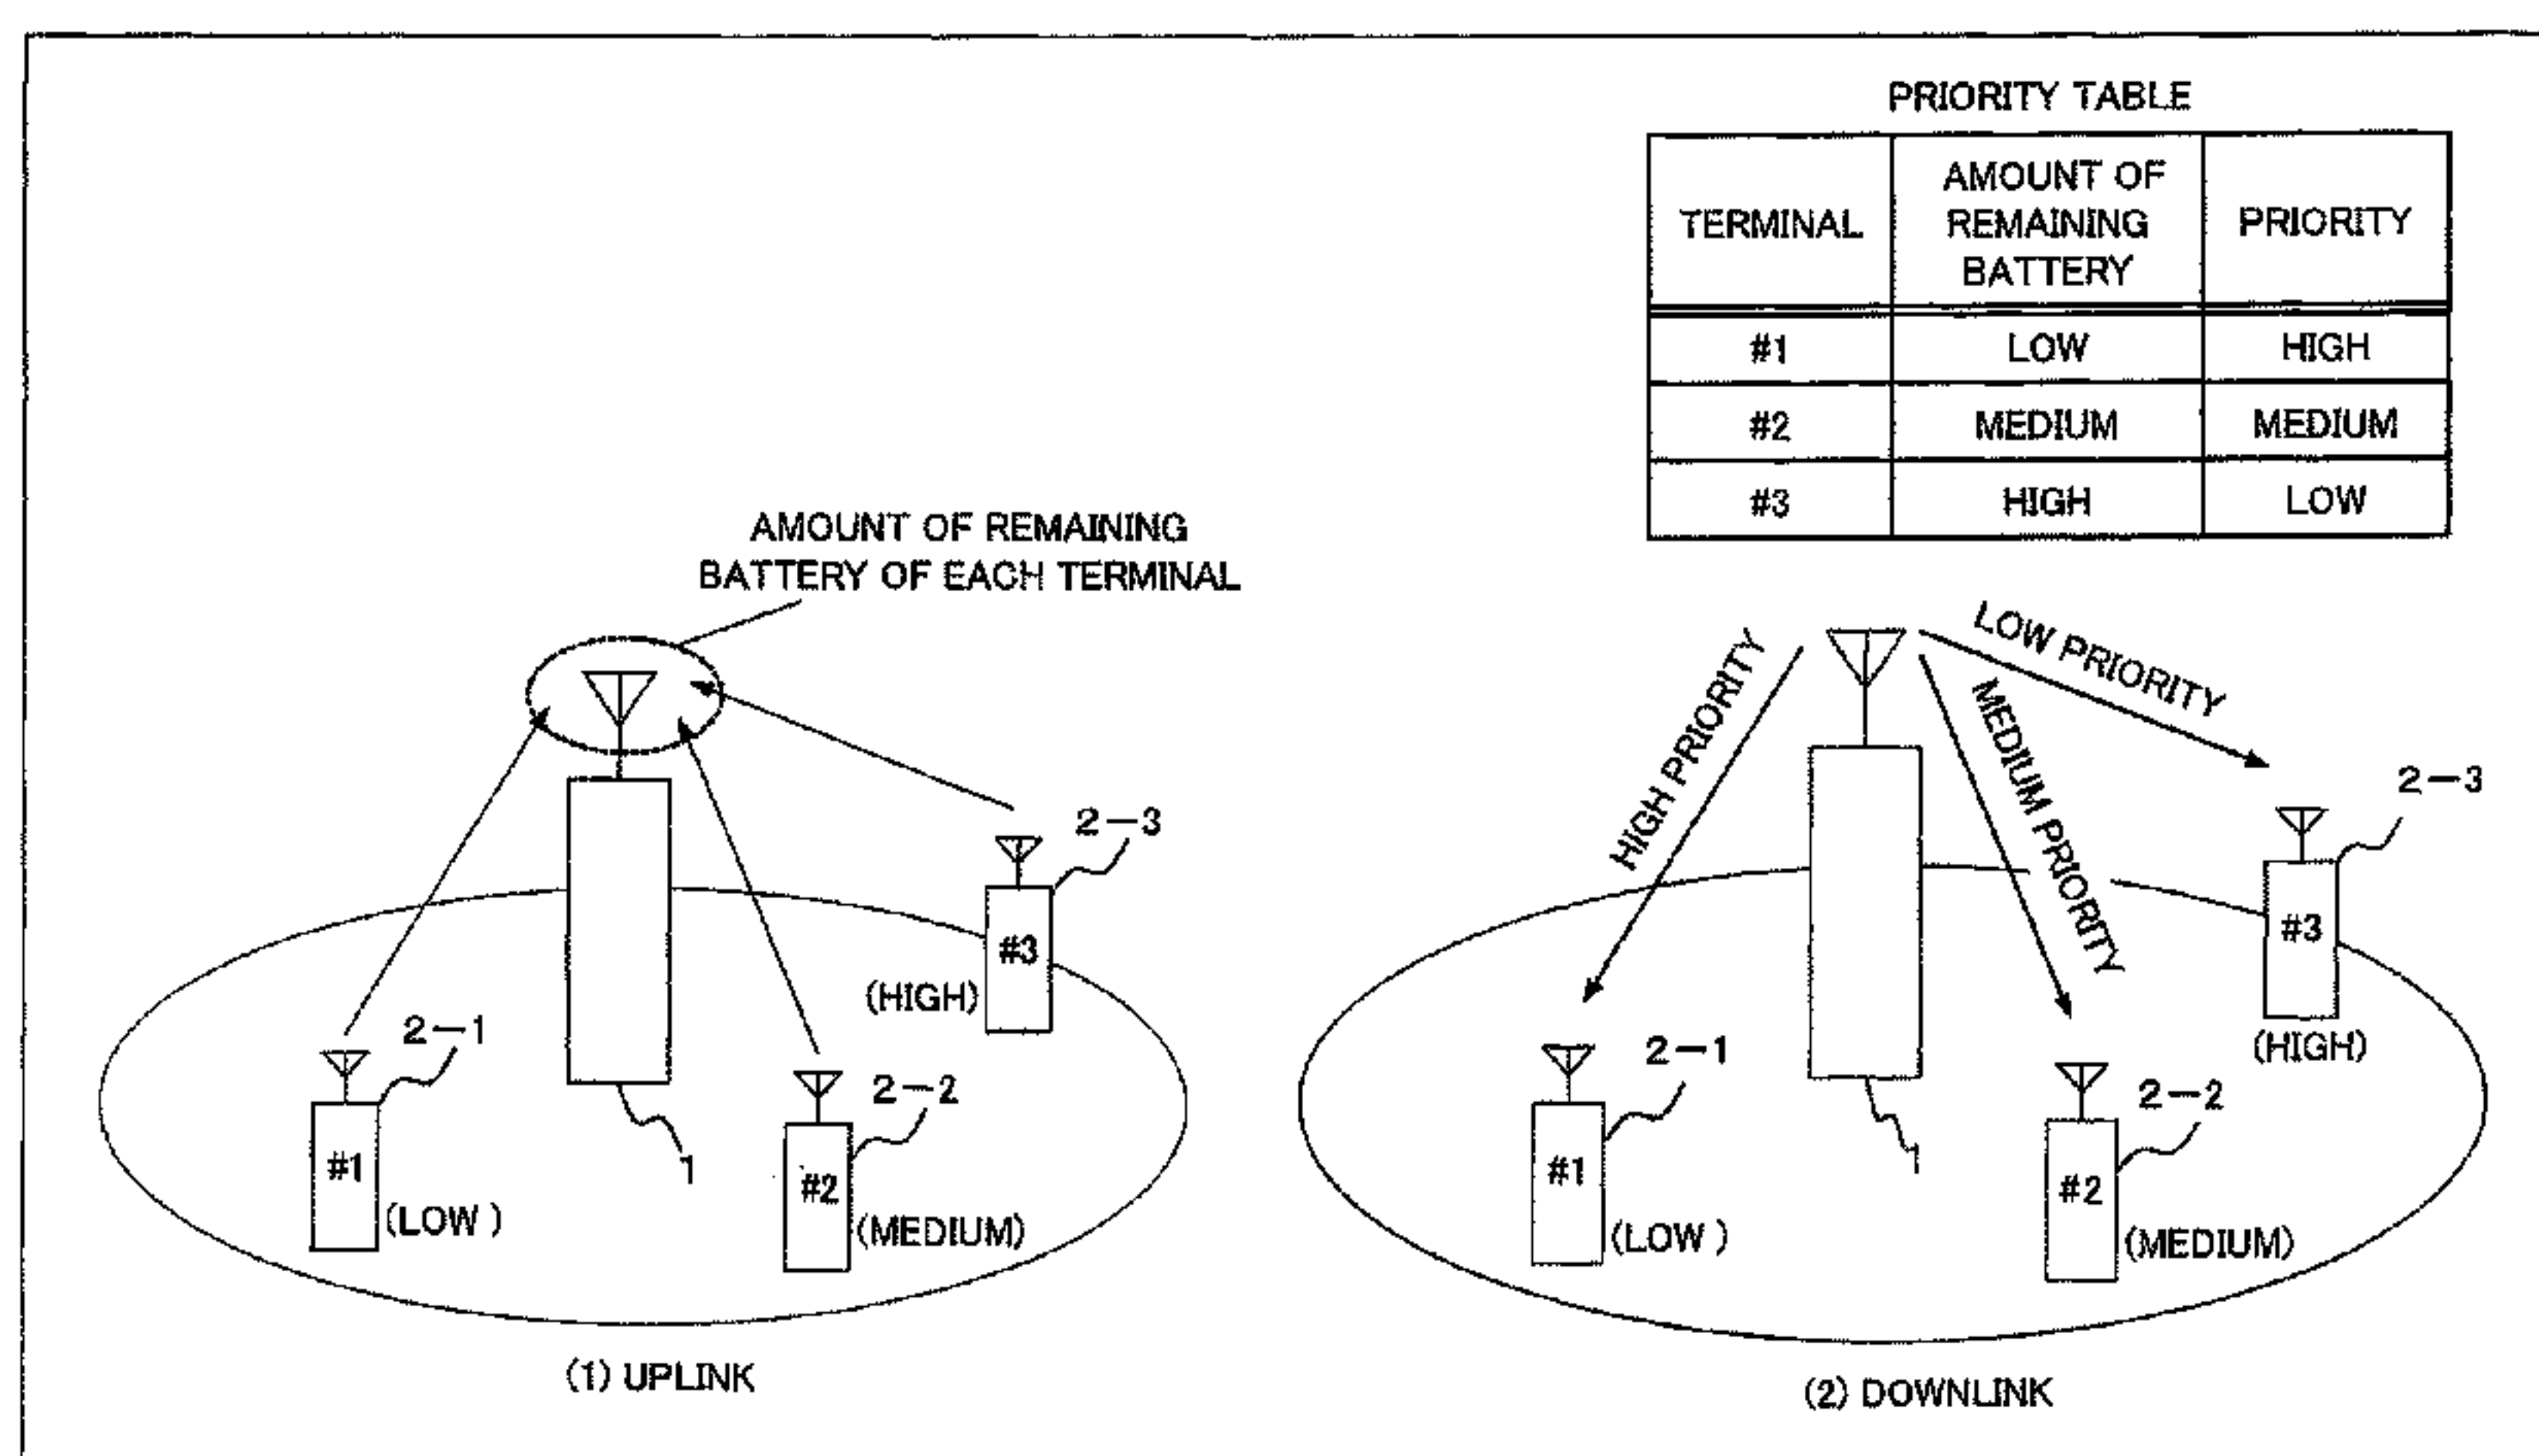 PRIORITY TABLE
TERMINAL
AMOUNT OF
REMAINING
BATTERY
PRIORITY
#1 LOW HIGH
#2 MEDIUM MEDIUM
#3 HIGH LOW
AMOUNT OF REMAINING
BATTERY OF EACH TERMINAL
2-3
#3
(HIGH)
2-1
#1
(LOW )
1
2-2
#2
(MEDIUM)
(1) UPLINK
HIGH PRIORITY
LOW PRIORITY
MEDIUM PRIORITY
2-3
#3
(HIGH)
2-1
#1
(LOW )
1
2-2
#2
(MEDIUM)
(2) DOWNLINK